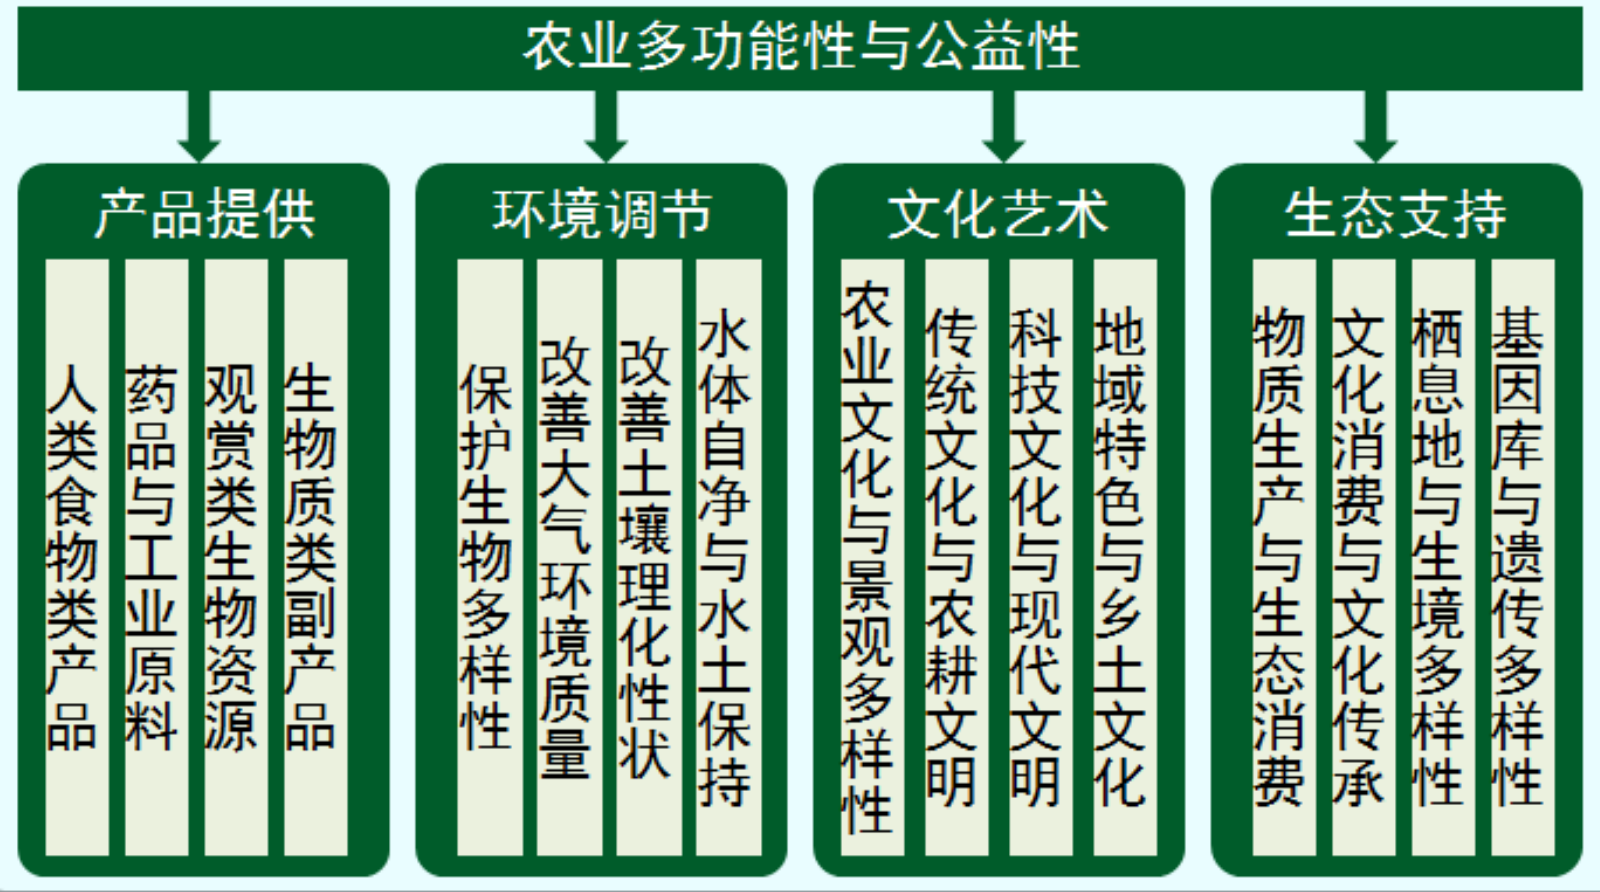 农业多功能性与公益性
产品提供
人类食物类产品
药品与工业原料
观赏类生物资源
生物质类副产品
环境调节
保护生物多样性
改善大气环境质量
改善土壤理化性状
水体自净与水土保持
文化艺术
农业文化与景观多样性
传统文化与农耕文明
科技文化与现代文明
地域特色与乡土文化
生态支持
物质生产与生态消费
文化消费与文化传承
栖息地与生境多样性
基因库与遗传多样性